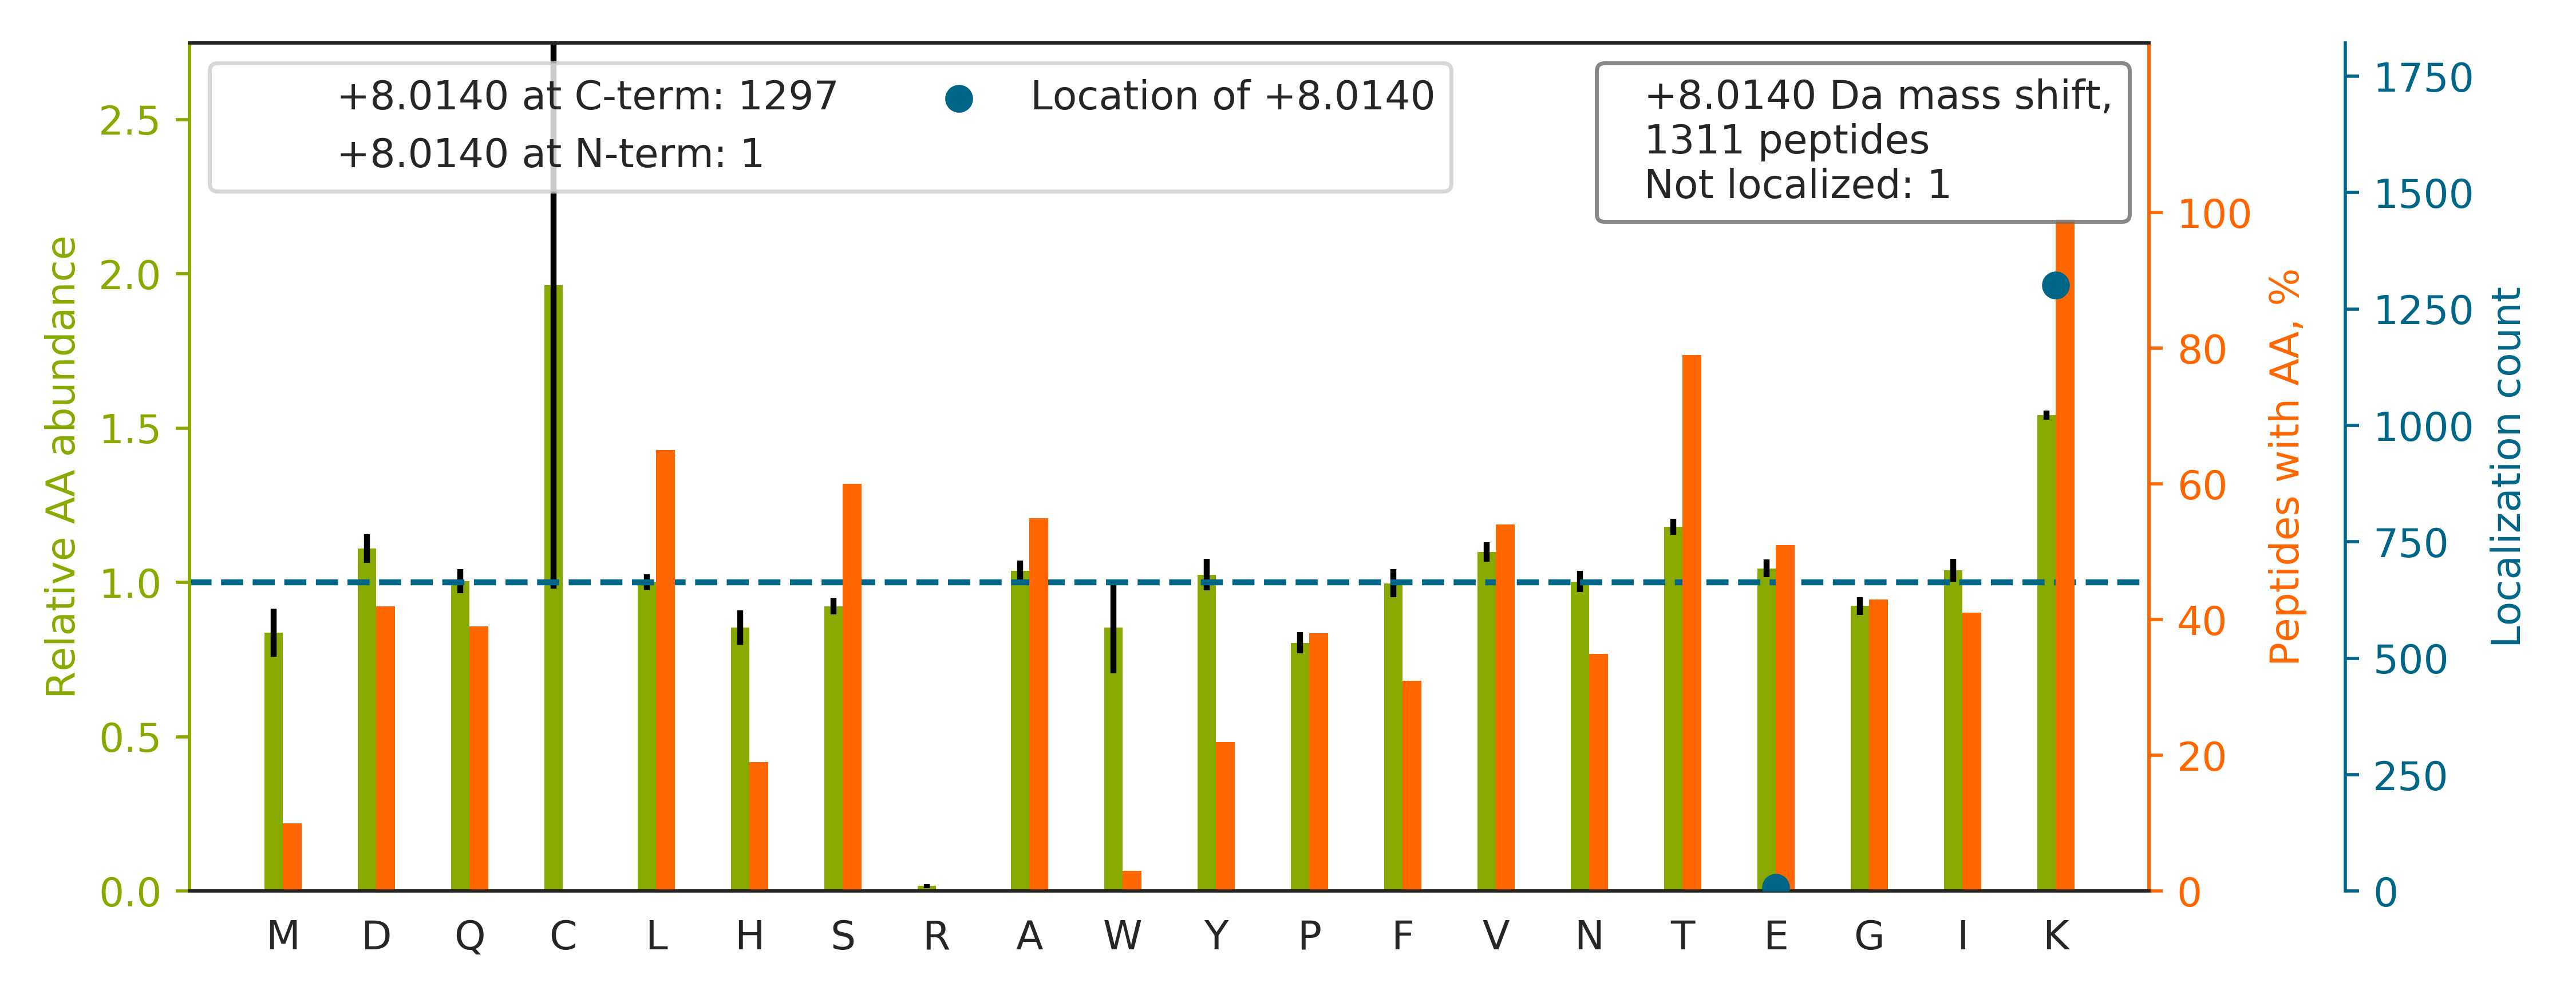 +8.0140 at C-term: 1297
+8.0140 at N-term: 1
Location of +8.0140
+8.0140 Da mass shift,
1311 peptides
Not localized: 1
Relative AA abundance
2.5
2.0
1.5
1.0
0.5
0.0
M D Q C L H S R A W Y P F V N T E G I K
100
80
60
40
20
0
Peptides with AA, %
1750
1500
1250
1000
750
500
250
0
Localization count